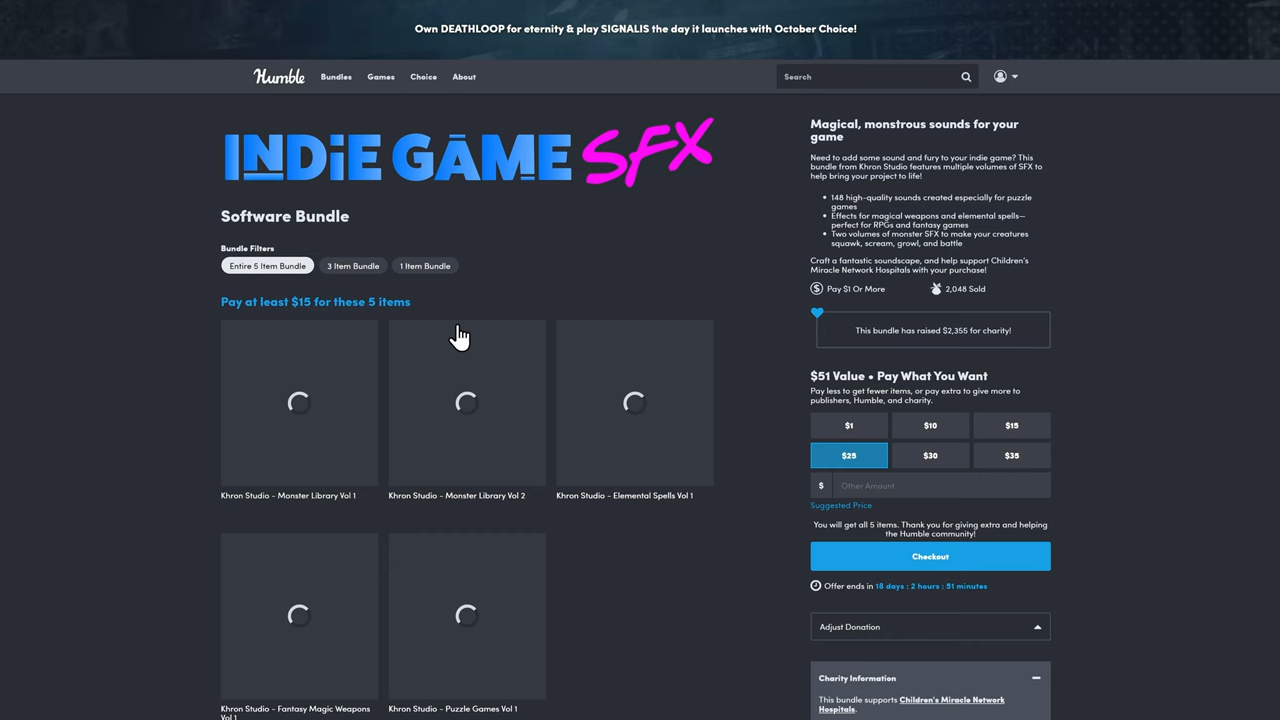 Own DEATHLOOP for eternity & play SIGNALIS the day it launches with October Choice!
Humble
Bundles
Games
Choice
About
Search
INDIE GAME SFX
Software Bundle
Bundle Filters
Entire 5 Item Bundle
3 Item Bundle
1 Item Bundle
Pay at least $15 for these 5 items
Khron Studio - Monster Library Vol 1
Khron Studio - Monster Library Vol 2
Khron Studio - Elemental Spells Vol 1
Khron Studio - Fantasy Magic Weapons
Vol 1
Khron Studio - Puzzle Games Vol 1
Magical, monstrous sounds for your
game
Need to add some sound and fury to your indie game? This
bundle from Khron Studio features multiple volumes of SFX to
help bring your project to life!
• 148 high-quality sounds created especially for puzzle
games
• Effects for magical weapons and elemental spells—
perfect for RPGs and fantasy games
• Two volumes of monster SFX to make your creatures
squawk, scream, growl, and battle
Craft a fantastic soundscape, and help support Children's
Miracle Network Hospitals with your purchase!
Pay $1 Or More
2,048 Sold
This bundle has raised $2,355 for charity!
$51 Value • Pay What You Want
Pay less to get fewer items, or pay extra to give more to
publishers, Humble, and charity.
$1
$10
$15
$25
$30
$35
$
Other Amount
Suggested Price
You will get all 5 items. Thank you for giving extra and helping
the Humble community!
Checkout
Offer ends in 18 days : 2 hours : 51 minutes
Adjust Donation
Charity Information
This bundle supports Children's Miracle Network
Hospitals.